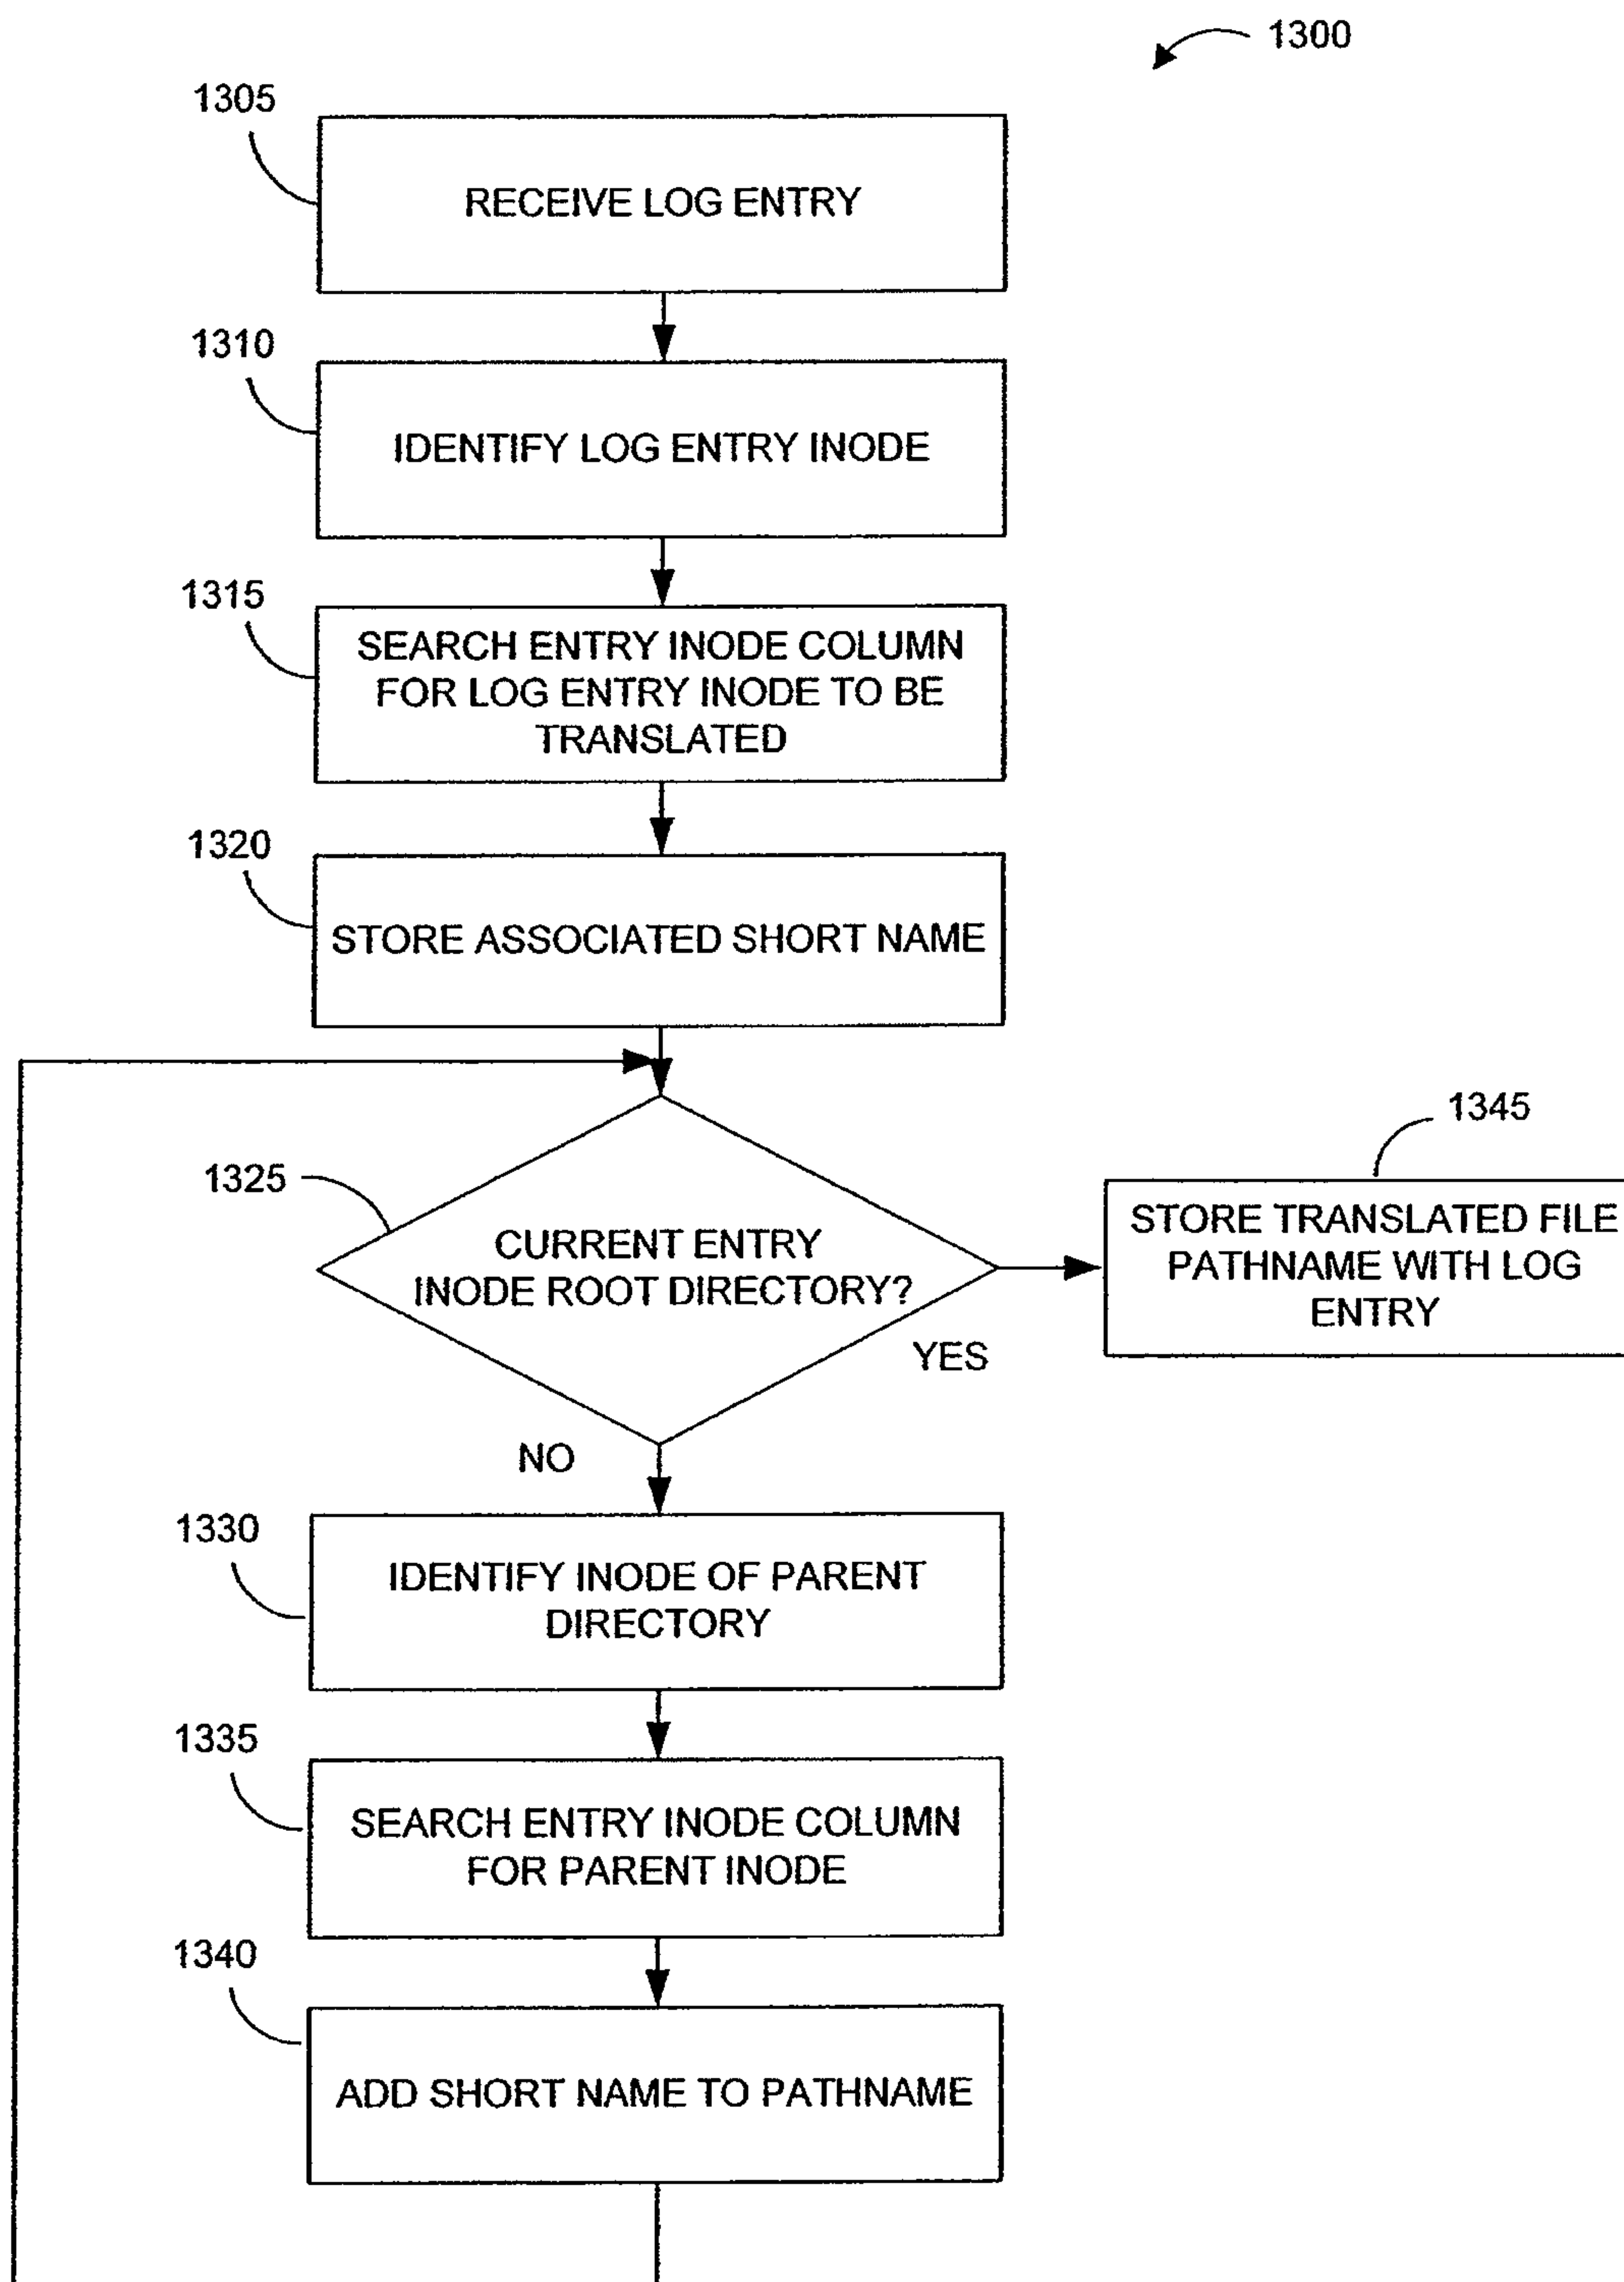 1300
1305
RECEIVE LOG ENTRY
1310
IDENTIFY LOG ENTRY INODE
1315
SEARCH ENTRY INODE COLUMN
FOR LOG ENTRY INODE TO BE
TRANSLATED
1320
STORE ASSOCIATED SHORT NAME
1325
CURRENT ENTRY
INODE ROOT DIRECTORY?
YES
1345
STORE TRANSLATED FILE
PATHNAME WITH LOG
ENTRY
NO
1330
IDENTIFY INODE OF PARENT
DIRECTORY
1335
SEARCH ENTRY INODE COLUMN
FOR PARENT INODE
1340
ADD SHORT NAME TO PATHNAME